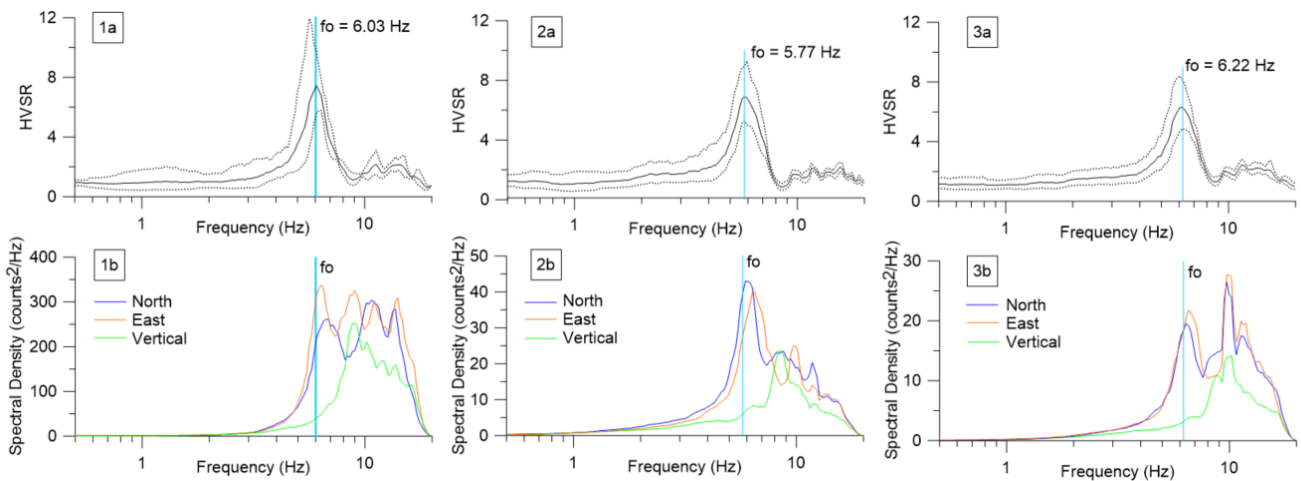 1a
fo = 6.03 Hz
HVSR
12
8
4
0
1
10
Frequency (Hz)
2a
fo = 5.77 Hz
HVSR
12
8
4
0
1
10
Frequency (Hz)
3a
fo = 6.22 Hz
HVSR
12
8
4
0
1
10
Frequency (Hz)
1b
fo
North
East
Vertical
Spectral Density (counts²/Hz)
400
300
200
100
0
1
10
Frequency (Hz)
2b
fo
North
East
Vertical
Spectral Density (counts²/Hz)
50
40
30
20
10
0
1
10
Frequency (Hz)
3b
fo
North
East
Vertical
Spectral Density (counts²/Hz)
30
20
10
0
1
10
Frequency (Hz)